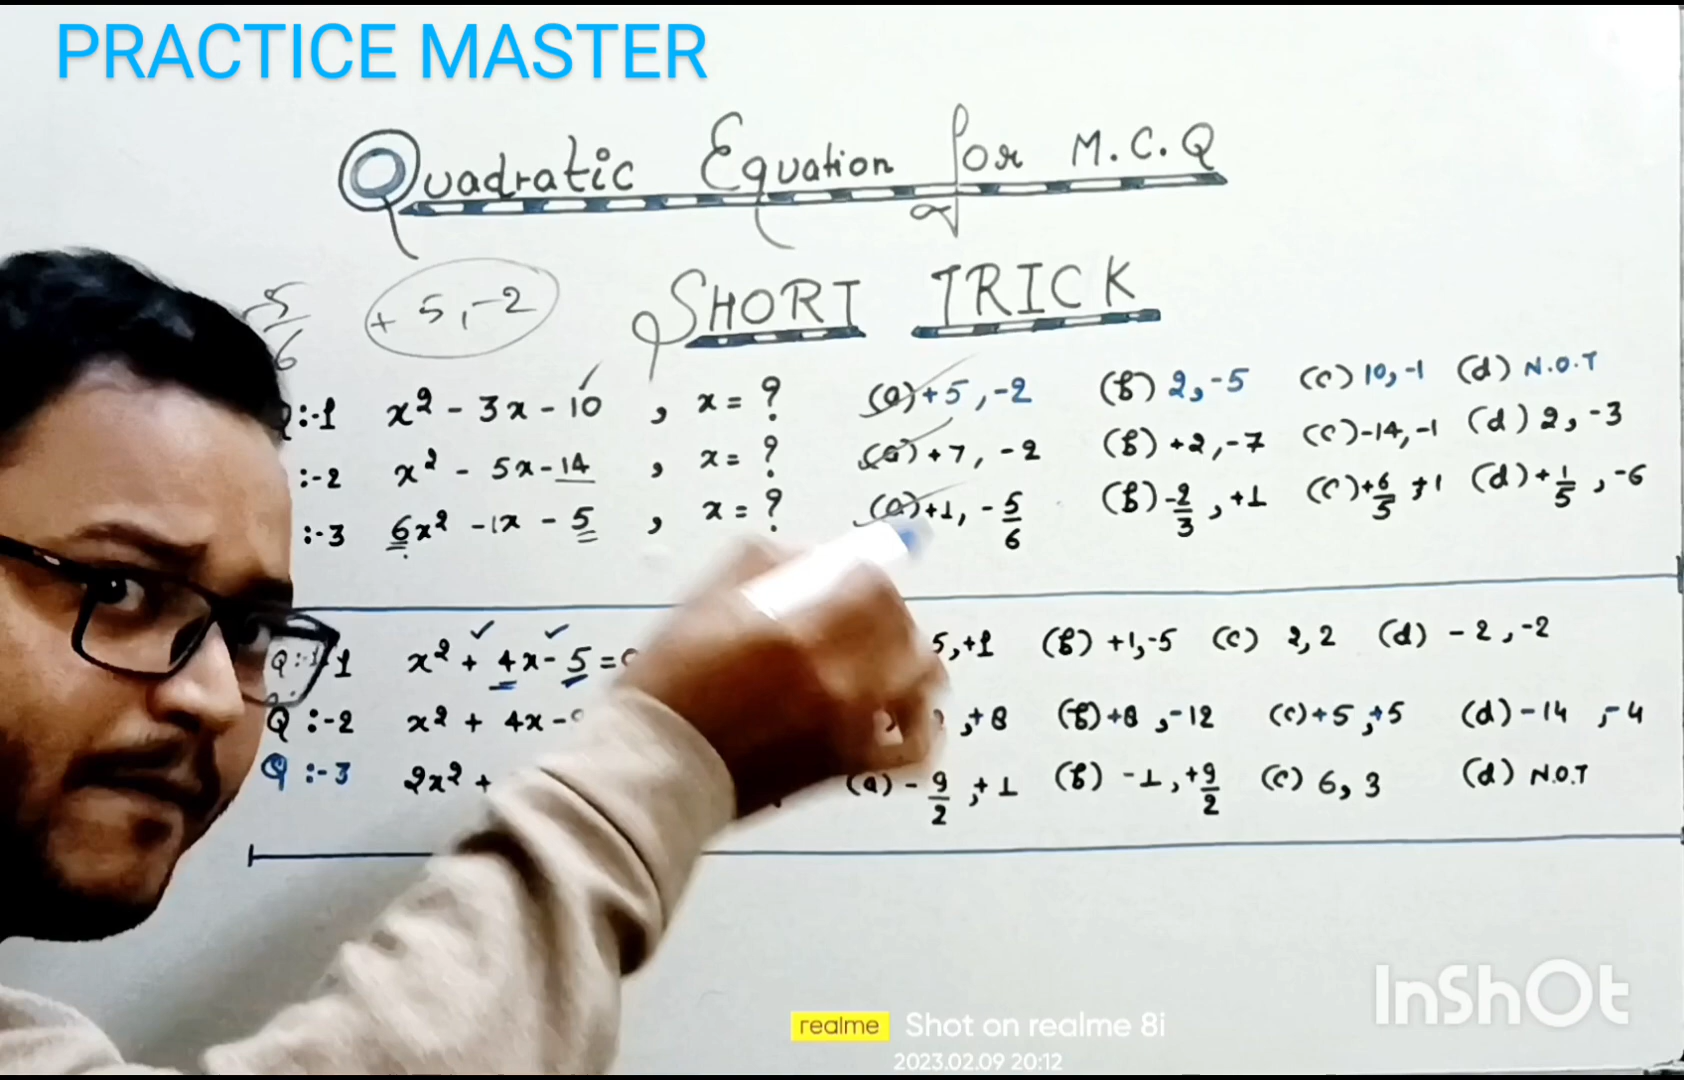 PRACTICE MASTER
Quadratic Equation for M.C.Q
SHORT TRICK
-5/6 +5,-2
Q:-1 x² - 3x - 10 , x = ? (a) +5, -2 (b) 2, -5 (c) 10, -1 (d) N.O.T
:-2 x² - 5x - 14 , x = ? (a) +7, -2 (b) +2, -7 (c) -14, -1 (d) 2, -3
:-3 6x² - 1x - 5 , x = ? (a) +1, -5/6 (b) -2/3, +1 (c) +6/5, +1 (d) +1/5, -6
1 x² + 4x - 5 = 5, +1 (b) +1, -5 (c) 2, 2 (d) -2, -2
Q:-2 x² + 4x - , +8 (b) +8, -12 (c) +5, +5 (d) -14, -4
Q:-3 2x² + (a) -9/2, +1 (b) -1, +9/2 (c) 6, 3 (d) N.O.T
InShOt
realme Shot on realme 8i
2023.02.09 20:12